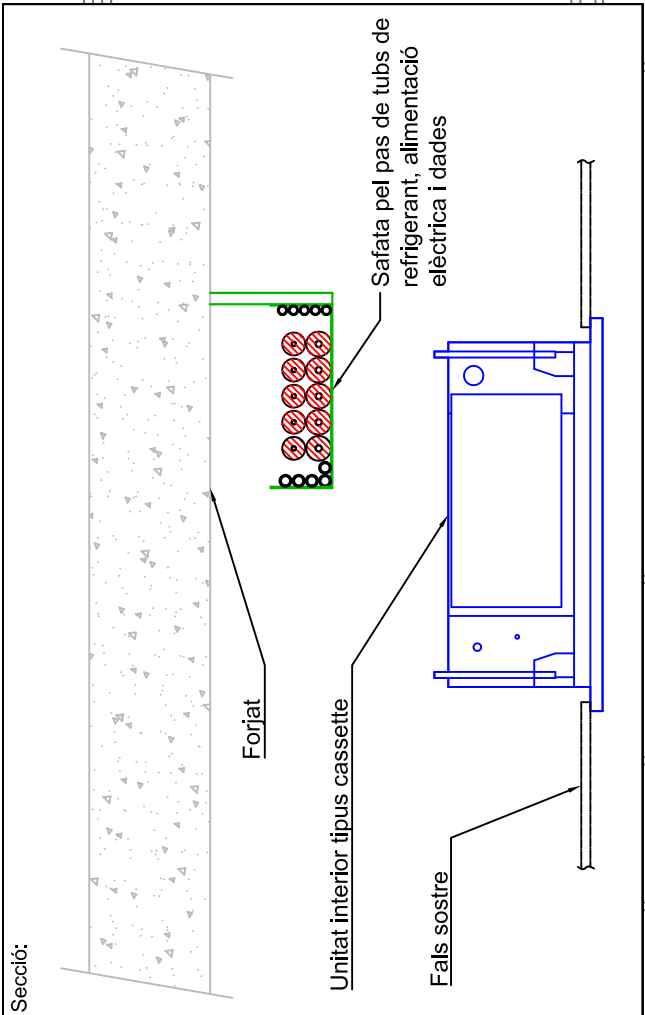 Secció:
Safata pel pas de tubs de
refrigerant, alimentació
elèctrica i dades
Forjat
Unitat interior tipus cassette
Fals sostre